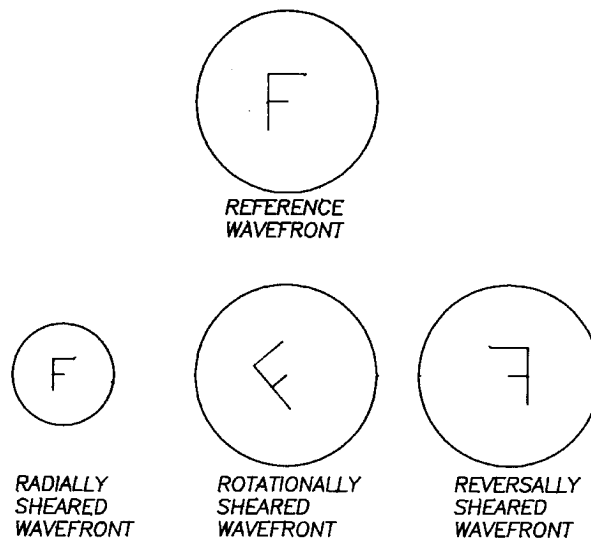 F
REFERENCE
WAVEFRONT
F
F
F
RADIALLY
SHEARED
WAVEFRONT
ROTATIONALLY
SHEARED
WAVEFRONT
REVERSALLY
SHEARED
WAVEFRONT